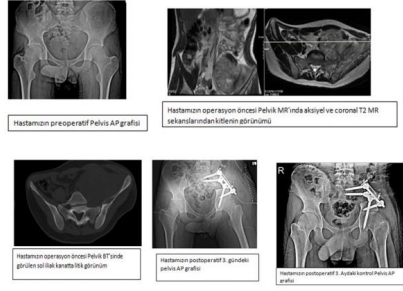 Hastamızın preoperatif Pelvis AP grafisi
Hastamızın operasyon öncesi Pelvik MR'ında aksiyel ve coronal T2 MR
sekanslarından kitlenin görünümü
Hastamızın operasyon öncesi Pelvik BT'sinde
görülen sol iliak kanatta litik görünüm
Hastamızın postoperatif 3. gündeki
pelvis AP grafisi
R
Hastamızın postoperatif 3. Aydaki kontrol Pelvis AP
grafisi